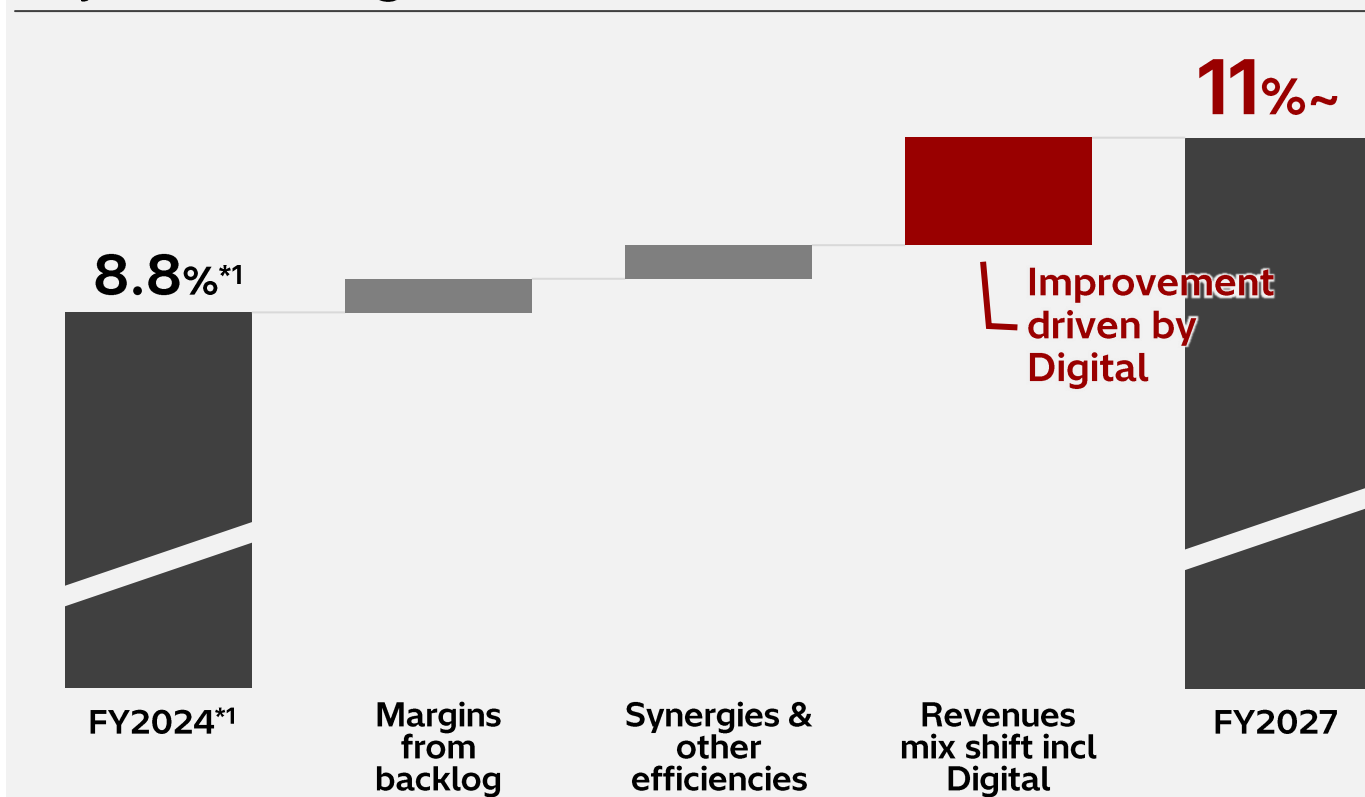 11%~
8.8%*1
Improvement
driven by
Digital
FY2024*1
Margins
from
backlog
Synergies &
other
efficiencies
Revenues
mix shift incl
Digital
FY2027